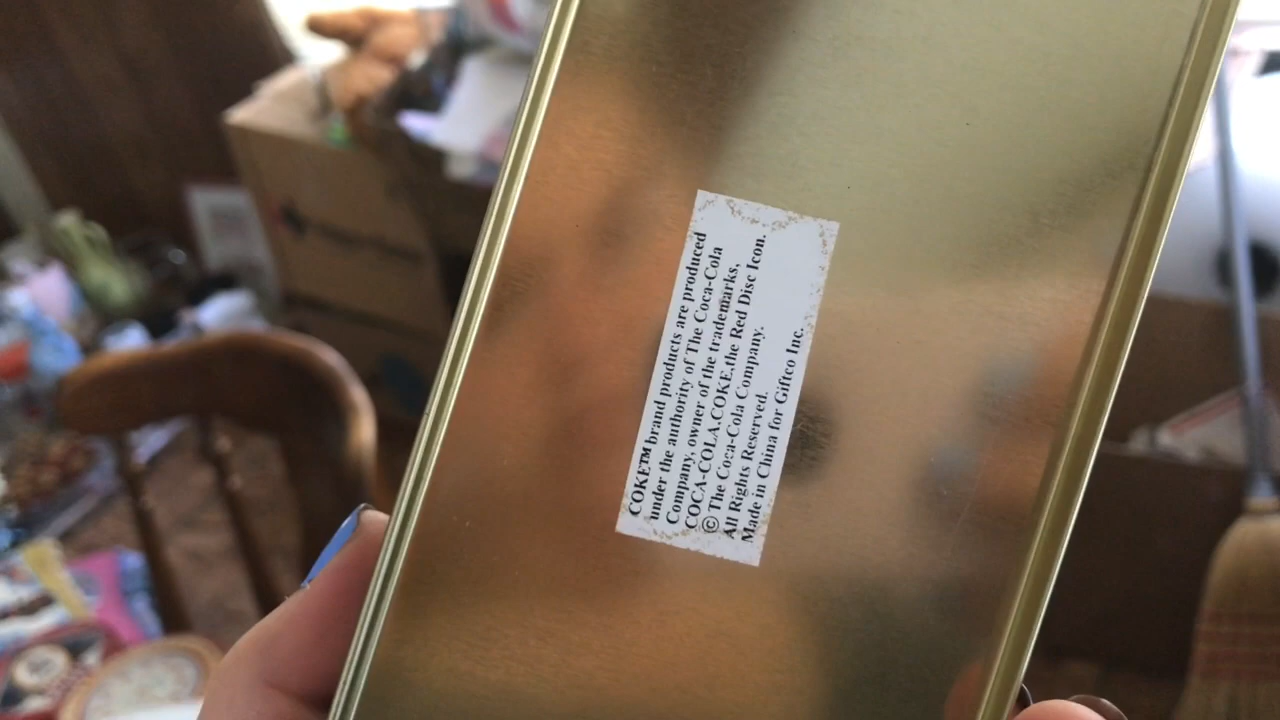 COKE™ brand products are produced
under the authority of The Coca-Cola
Company, owner of the trademarks,
COCA-COLA.COKE.the Red Disc Icon.
© The Coca-Cola Company.
All Rights Reserved.
Made in China for Giftco Inc.